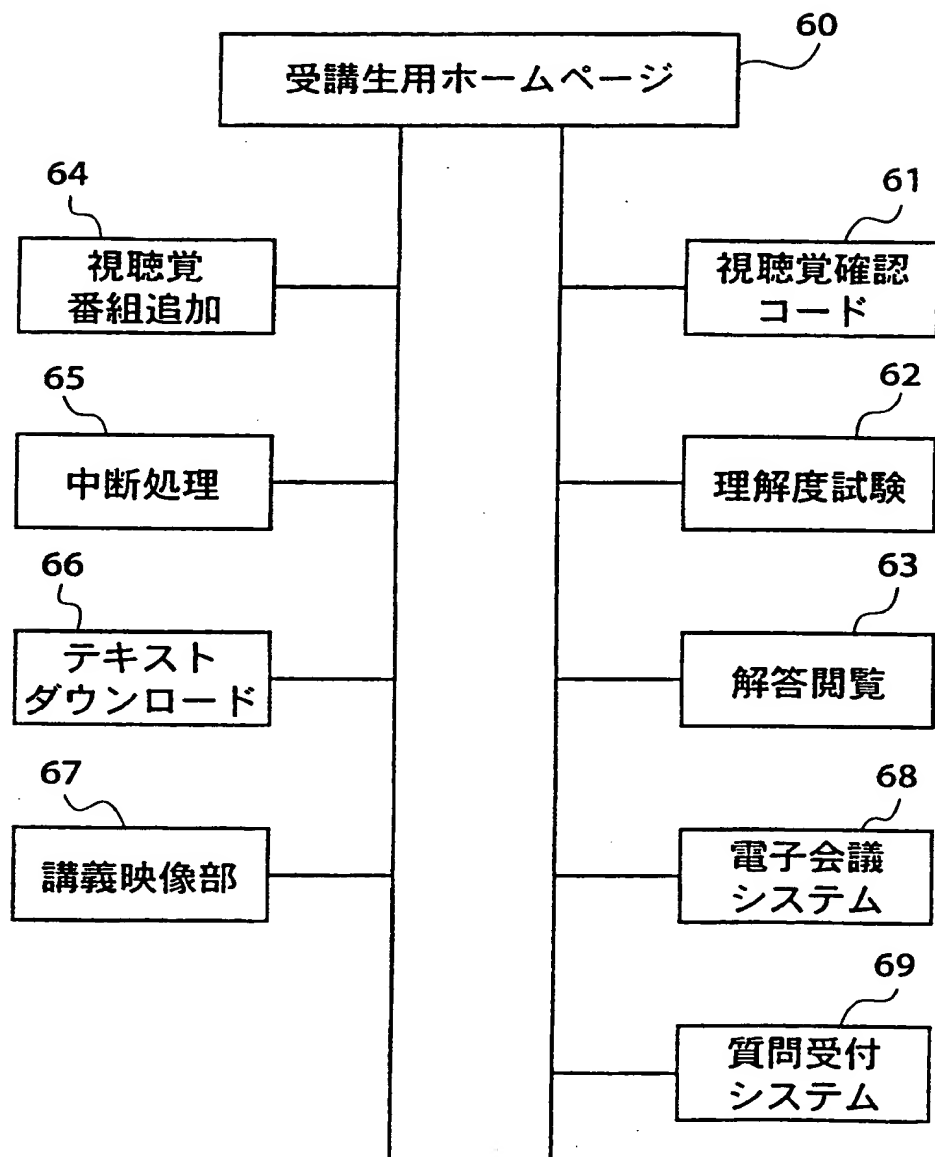 60
受講生用ホームページ
64
視聴覚
番組追加
61
視聴覚確認
コード
65
中断処理
62
理解度試験
66
テキスト
ダウンロード
63
解答閲覧
67
講義映像部
68
電子会議
システム
69
質問受付
システム